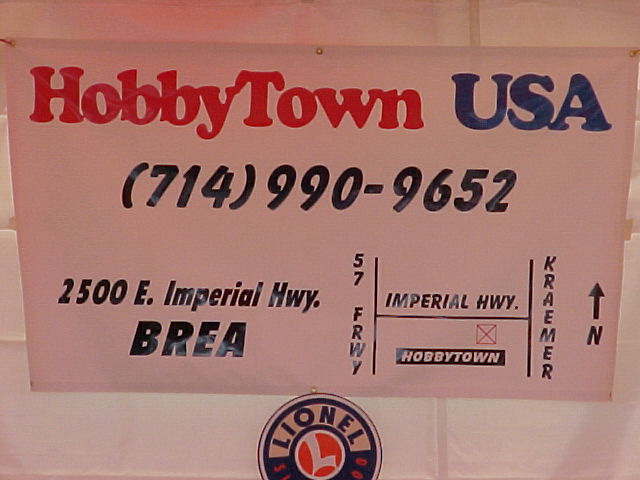 HobbyTown USA
(714) 990-9652
2500 E. Imperial Hwy.
BREA
57 FRWY
IMPERIAL HWY.
HOBBYTOWN
KRAEMER
N
LIONEL
L